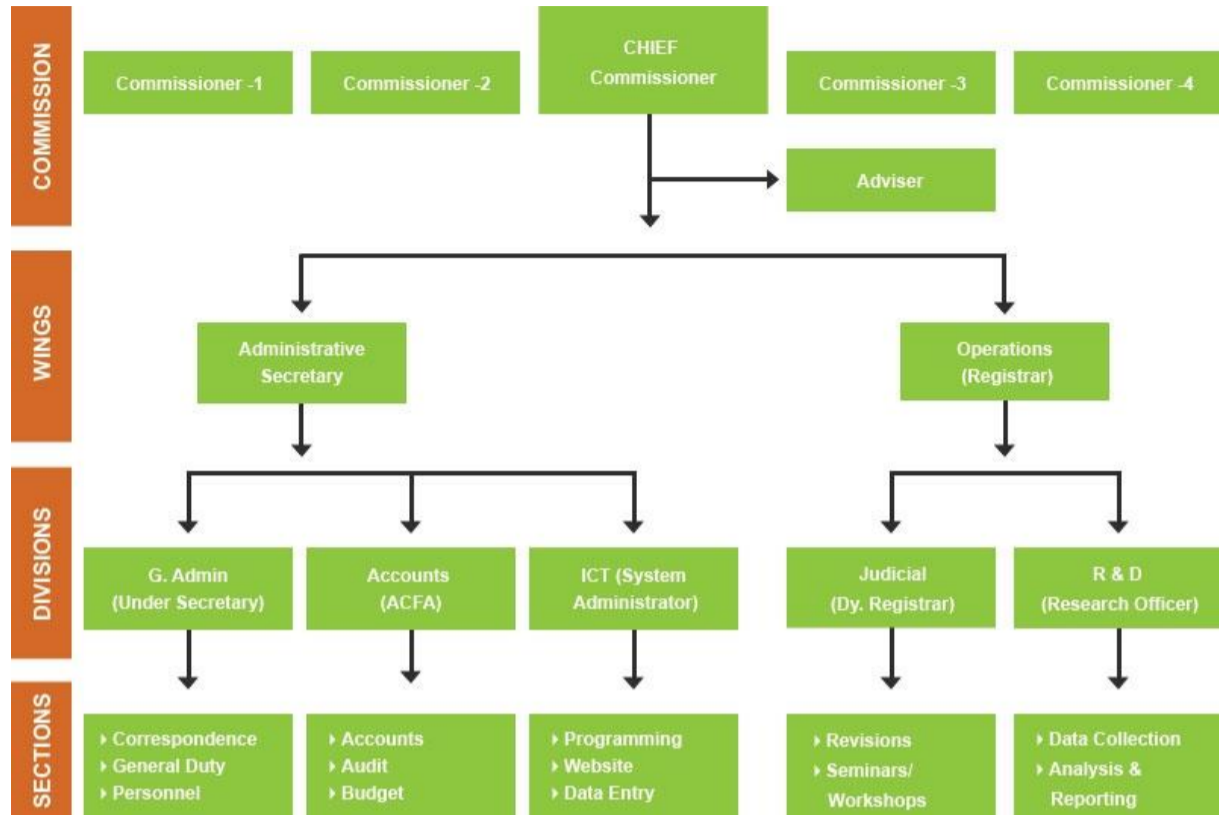 COMMISSION
CHIEF
Commissioner
Commissioner -1
Commissioner -2
Commissioner -3
Commissioner -4
Adviser
WINGS
Administrative
Secretary
Operations
(Registrar)
DIVISIONS
G. Admin
(Under Secretary)
Accounts
(ACFA)
ICT (System
Administrator)
Judicial
(Dy. Registrar)
R & D
(Research Officer)
SECTIONS
Correspondence
General Duty
Personnel
Accounts
Audit
Budget
Programming
Website
Data Entry
Revisions
Seminars/
Workshops
Data Collection
Analysis &
Reporting